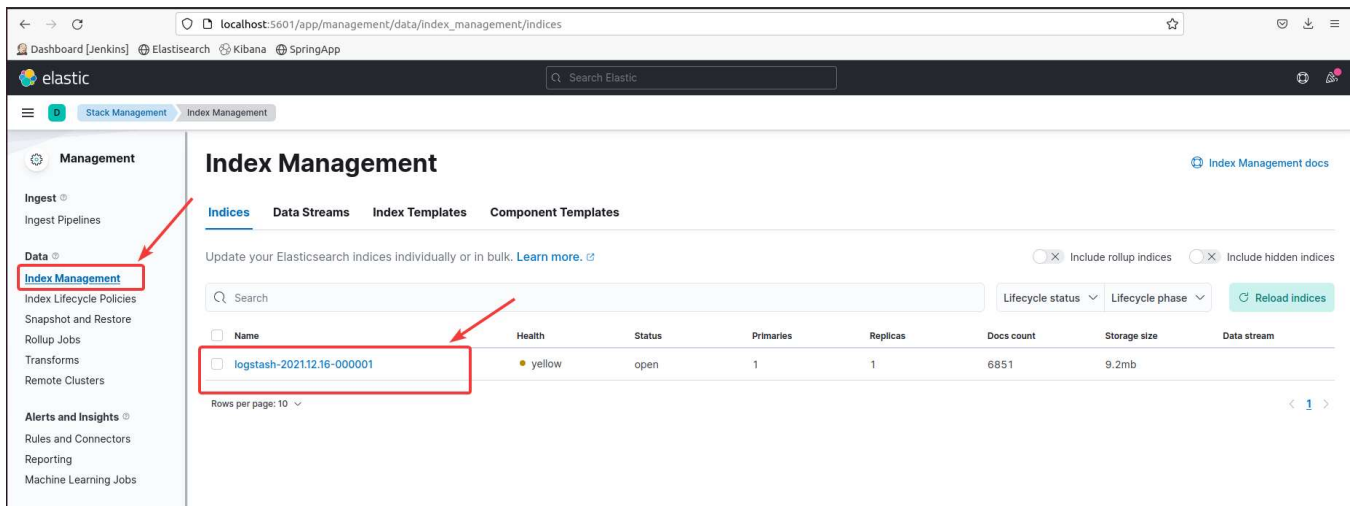 localhost:5601/app/management/data/index_management/indices
Dashboard [Jenkins] Elastisearch Kibana SpringApp
elastic
Search Elastic
D Stack Management Index Management
Management
Ingest
Ingest Pipelines
Data
Index Management
Index Lifecycle Policies
Snapshot and Restore
Rollup Jobs
Transforms
Remote Clusters
Alerts and Insights
Rules and Connectors
Reporting
Machine Learning Jobs
Index Management
Index Management docs
Indices Data Streams Index Templates Component Templates
Update your Elasticsearch indices individually or in bulk. Learn more.
Include rollup indices Include hidden indices
Search
Lifecycle status Lifecycle phase Reload indices
Name Health Status Primaries Replicas Docs count Storage size Data stream
logstash-2021.12.16-000001 yellow open 1 1 6851 9.2mb
Rows per page: 10
1